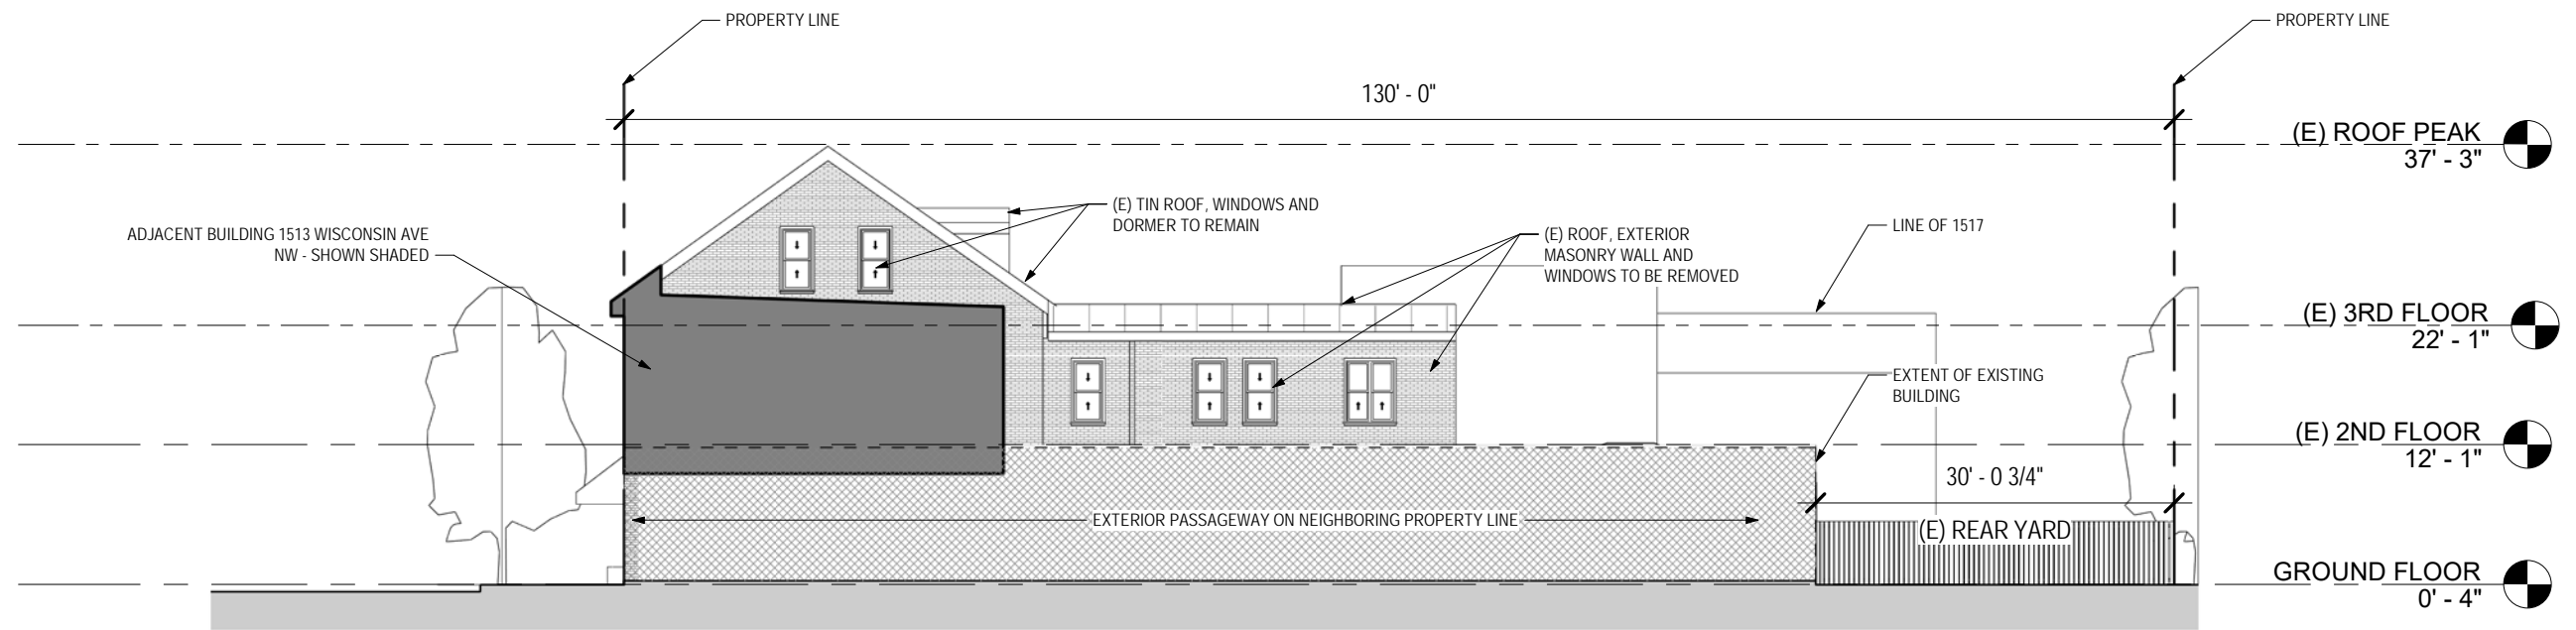 PROPERTY LINE
PROPERTY LINE
130' - 0"
(E) ROOF PEAK
37' - 3"
(E) TIN ROOF, WINDOWS AND
DORMER TO REMAIN
ADJACENT BUILDING 1513 WISCONSIN AVE
NW - SHOWN SHADED
(E) ROOF, EXTERIOR
MASONRY WALL AND
WINDOWS TO BE REMOVED
LINE OF 1517
(E) 3RD FLOOR
22' - 1"
EXTENT OF EXISTING
BUILDING
(E) 2ND FLOOR
12' - 1"
30' - 0 3/4"
EXTERIOR PASSAGEWAY ON NEIGHBORING PROPERTY LINE
(E) REAR YARD
GROUND FLOOR
0' - 4"